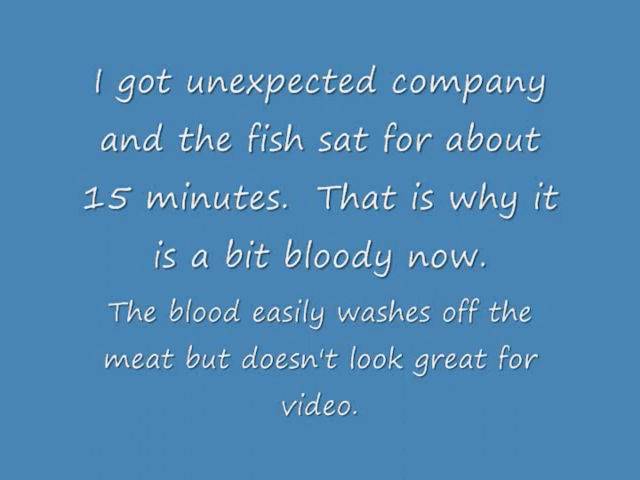 I got unexpected company
and the fish sat for about
15 minutes.  That is why it
is a bit bloody now.
The blood easily washes off the
meat but doesn't look great for
video.